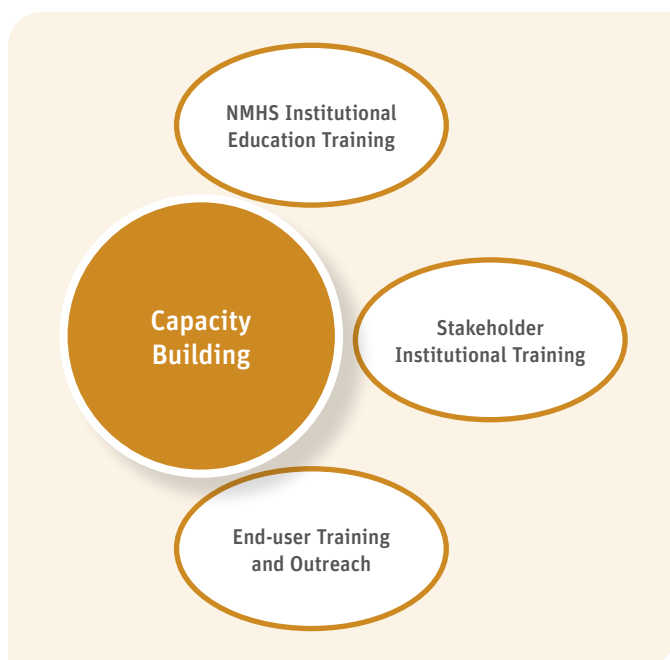 NMHS Institutional
Education Training
Capacity
Building
Stakeholder
Institutional Training
End-user Training
and Outreach